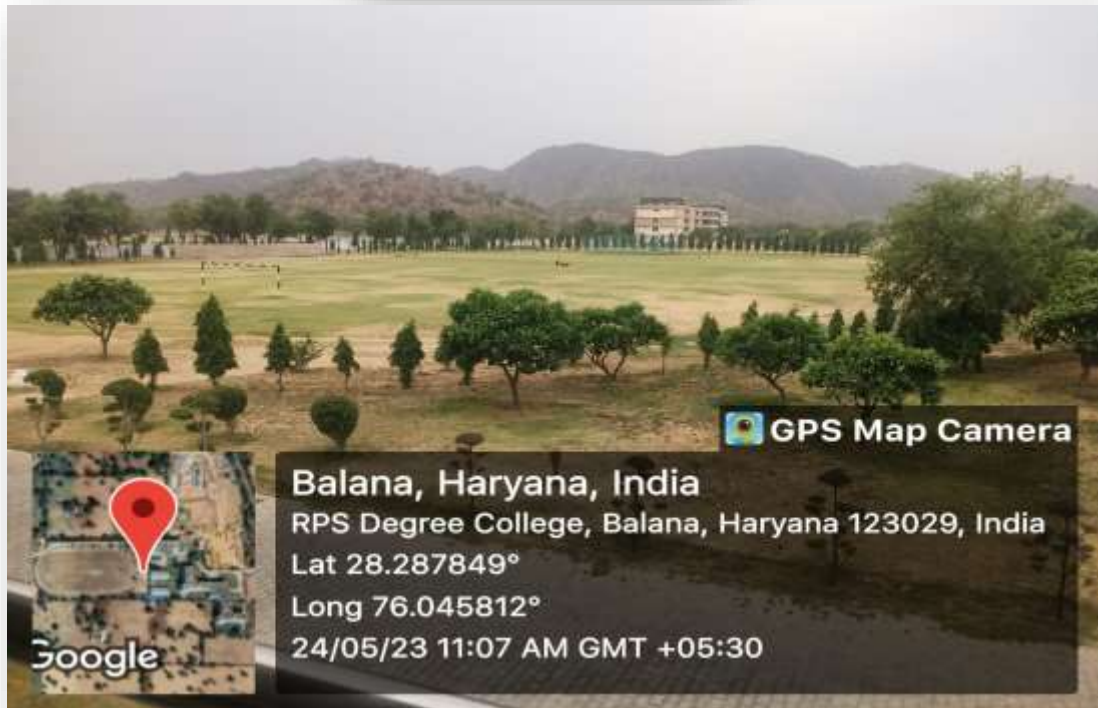 GPS Map Camera
Balana, Haryana, India
RPS Degree College, Balana, Haryana 123029, India
Lat 28.287849°
Long 76.045812°
24/05/23 11:07 AM GMT +05:30
Google